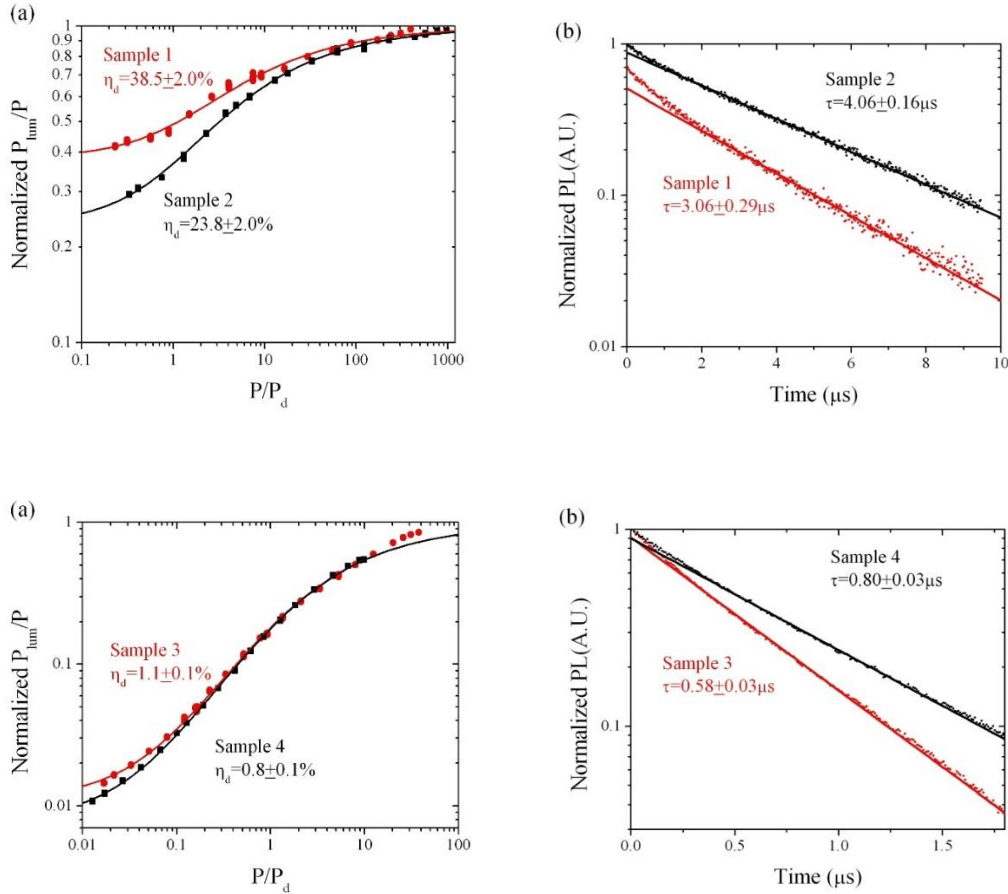 (a)
Normalized P_lum/P
1
0.9
0.8
0.7
0.6
0.5
0.4
0.3
0.2
0.1
Sample 1
η_d=38.5±2.0%
Sample 2
η_d=23.8±2.0%
0.1
1
10
100
1000
P/P_d
(b)
Normalized PL(A.U.)
1
0.1
0.01
Sample 2
τ=4.06±0.16μs
Sample 1
τ=3.06±0.29μs
0
2
4
6
8
10
Time (μs)
(a)
Normalized P_lum/P
1
0.1
0.01
Sample 3
η_d=1.1±0.1%
Sample 4
η_d=0.8±0.1%
0.01
0.1
1
10
100
P/P_d
(b)
Normalized PL(A.U.)
1
0.1
Sample 4
τ=0.80±0.03μs
Sample 3
τ=0.58±0.03μs
0.0
0.5
1.0
1.5
Time (μs)